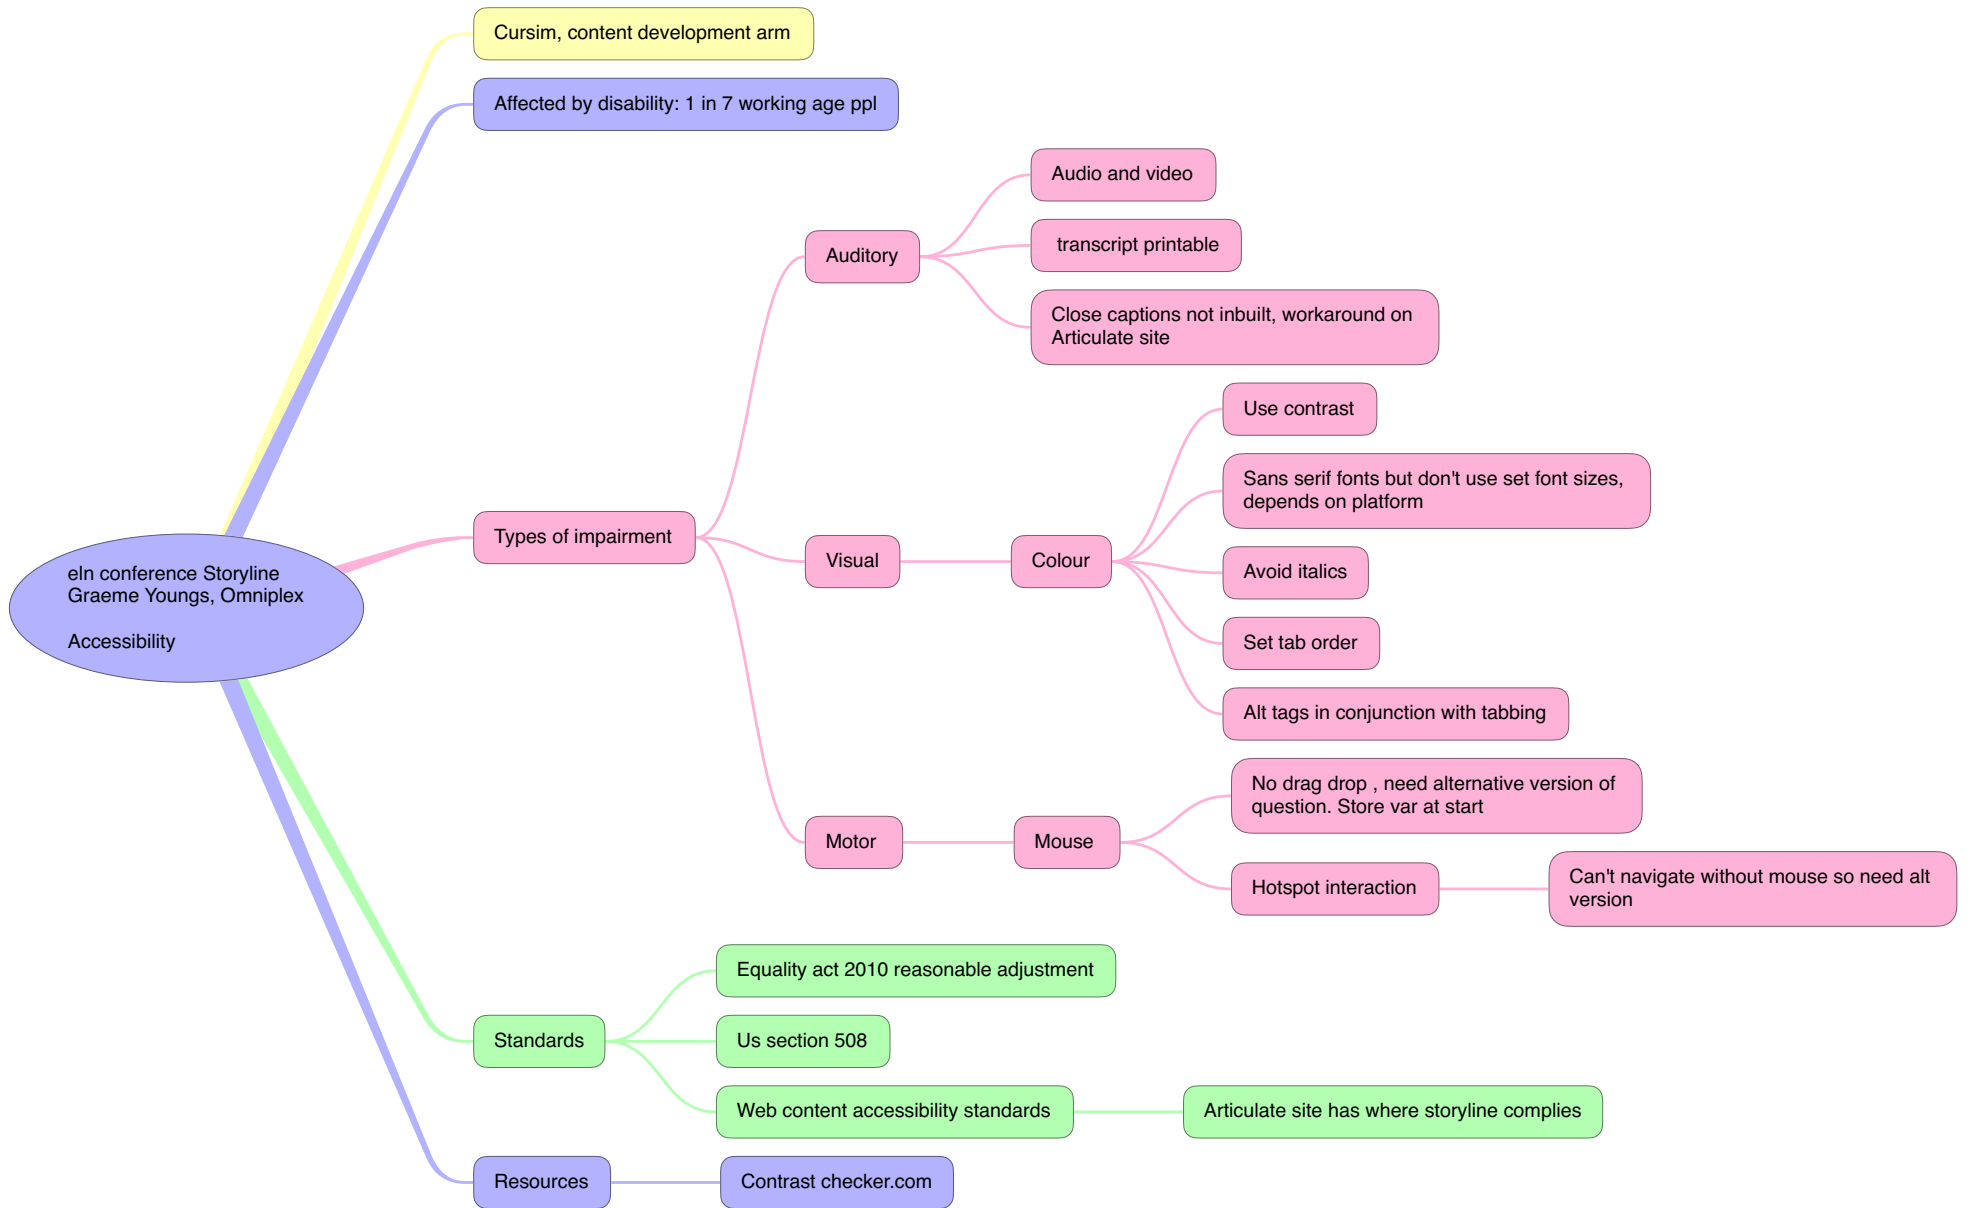 Cursim, content development arm
Affected by disability: 1 in 7 working age ppl
Audio and video
transcript printable
Auditory
Close captions not inbuilt, workaround on
Articulate site
Use contrast
Sans serif fonts but don't use set font sizes,
depends on platform
Types of impairment
Visual
Colour
Avoid italics
eln conference Storyline
Graeme Youngs, Omniplex
Accessibility
Set tab order
Alt tags in conjunction with tabbing
No drag drop , need alternative version of
question. Store var at start
Motor
Mouse
Hotspot interaction
Can't navigate without mouse so need alt
version
Equality act 2010 reasonable adjustment
Standards
Us section 508
Web content accessibility standards
Articulate site has where storyline complies
Resources
Contrast checker.com